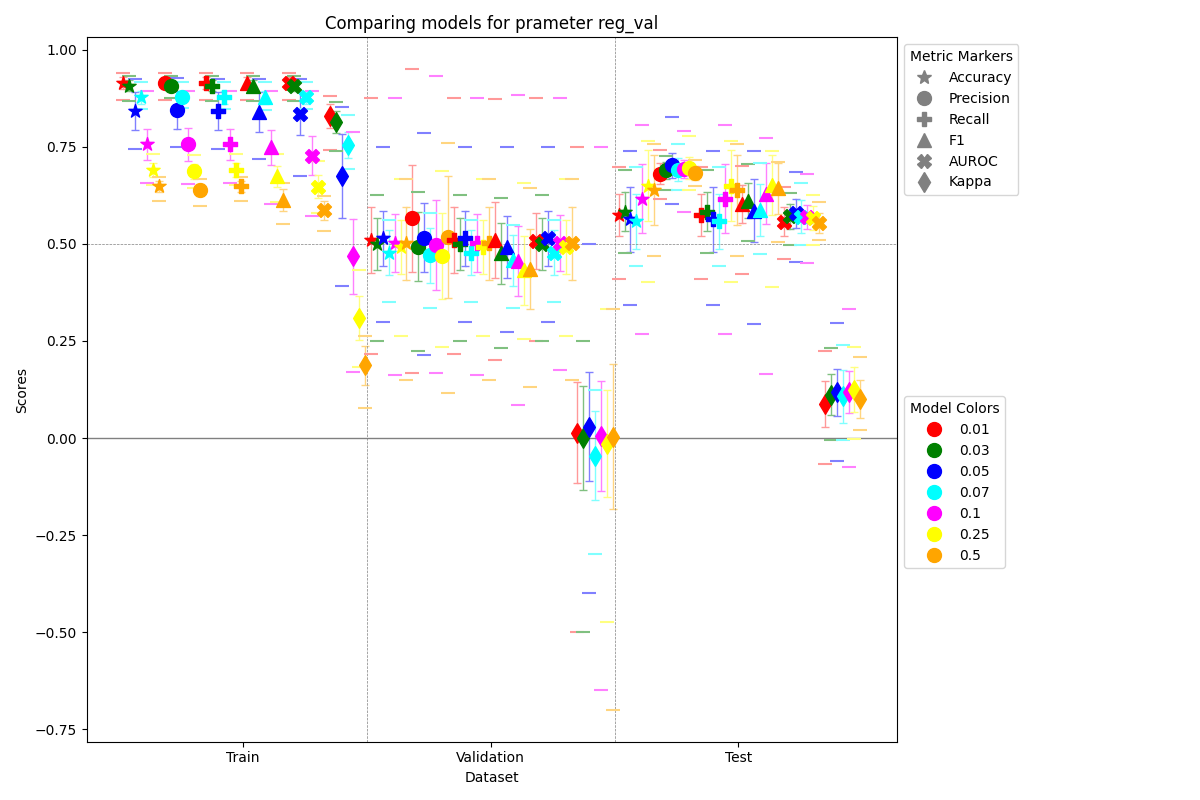 Comparing models for prameter reg_val
1.00
0.75
0.50
0.25
0.00
−0.25
−0.50
−0.75
Scores
Train
Validation
Test
Dataset
Metric Markers
Accuracy
Precision
Recall
F1
AUROC
Kappa
Model Colors
0.01
0.03
0.05
0.07
0.1
0.25
0.5